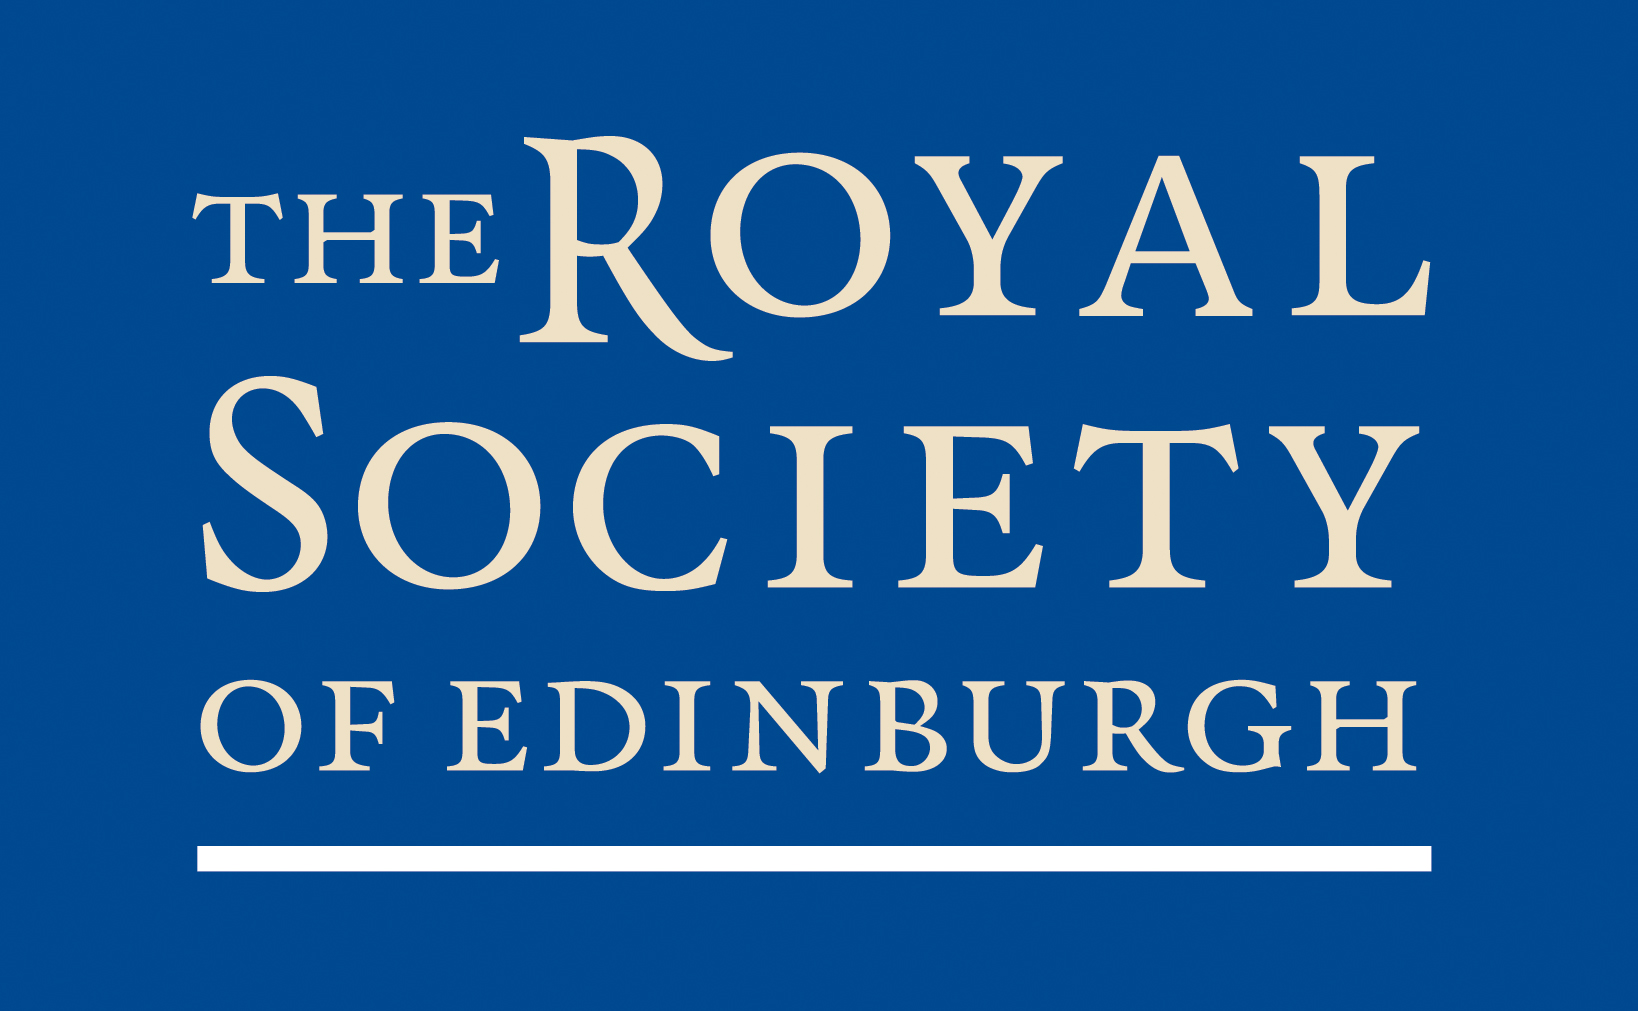 THE ROYAL
SOCIETY
OF EDINBURGH